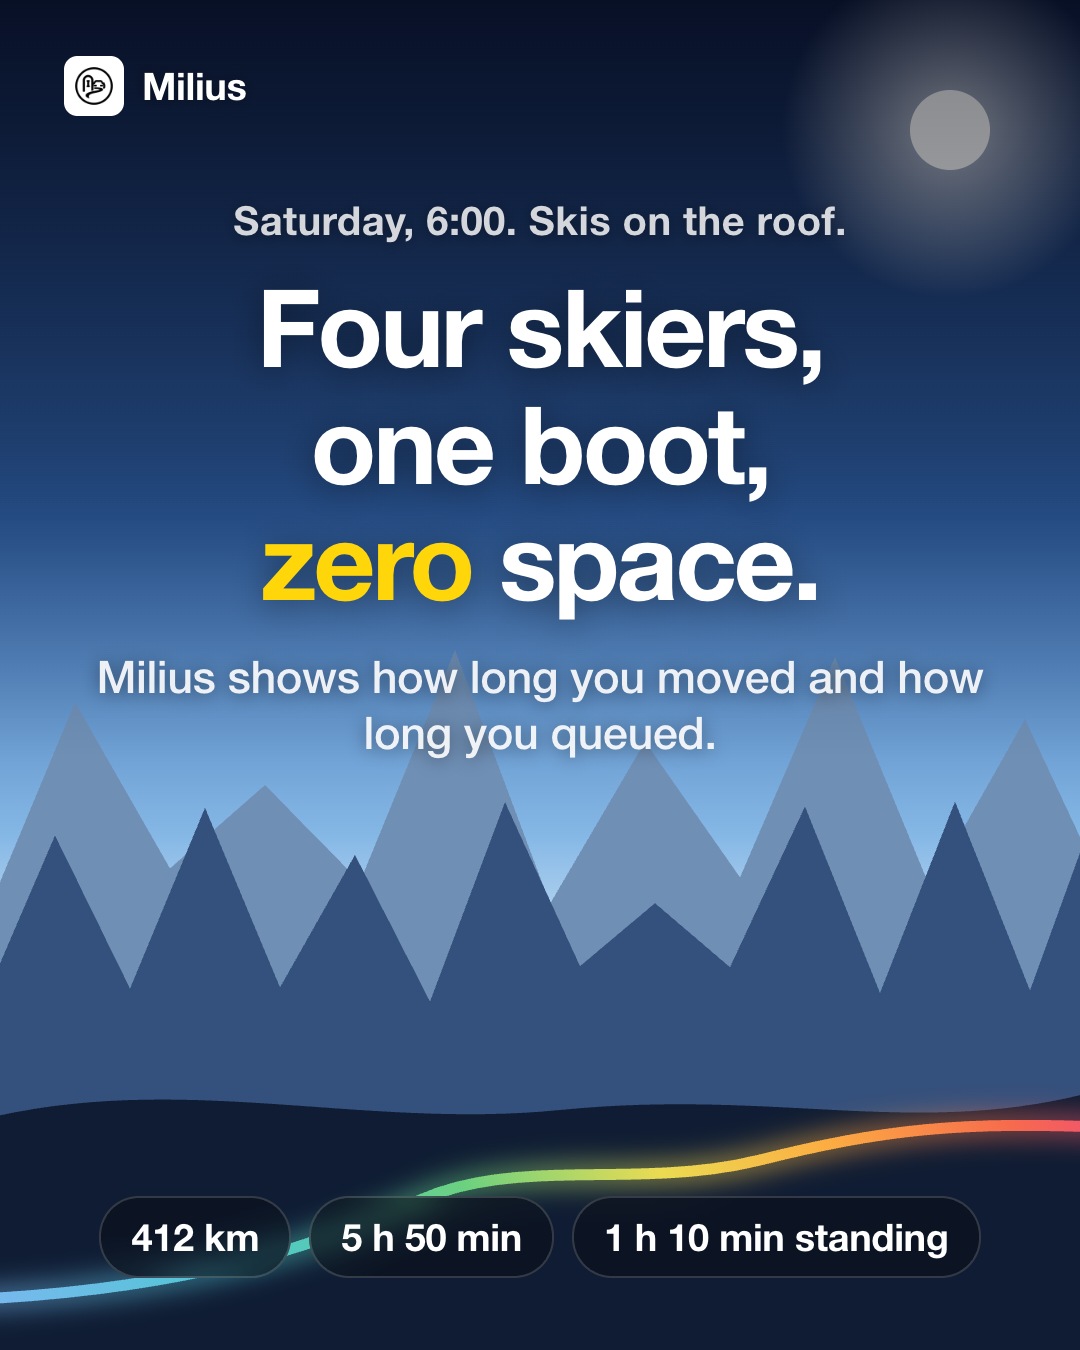 Milius
Saturday, 6:00. Skis on the roof.
Four skiers,
one boot,
zero space.
Milius shows how long you moved and how
long you queued.
412 km
5 h 50 min
1 h 10 min standing